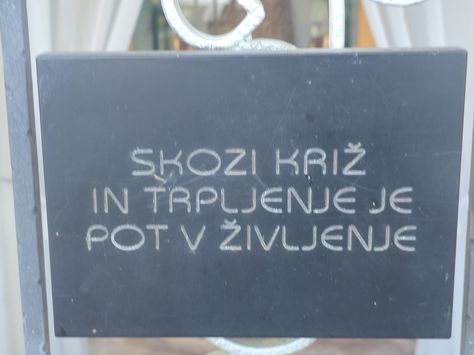 SKOZI KRIŽ
IN TRPLJENJE JE
POT V ŽIVLJENJE